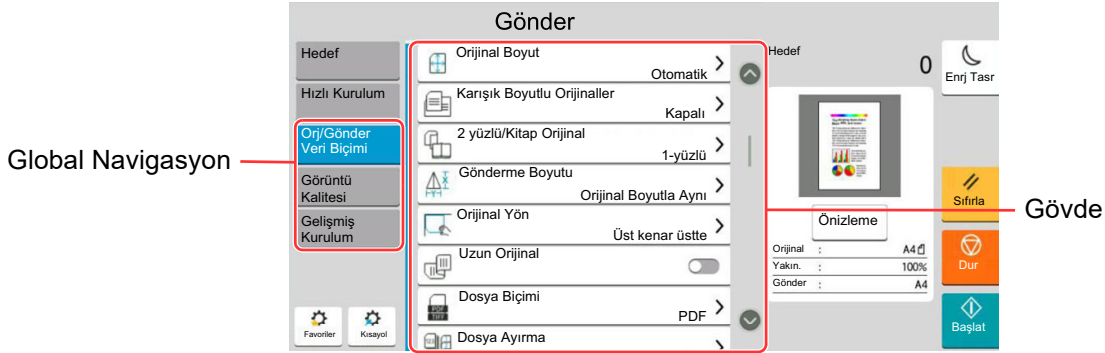 Gönder
Global Navigasyon
Hedef
Hızlı Kurulum
Orj/Gönder
Veri Biçimi
Görüntü
Kalitesi
Gelişmiş
Kurulum
Favoriler
Kısayol
Orijinal Boyut
Otomatik
Karışık Boyutlu Orijinaller
Kapalı
2 yüzlü/Kitap Orijinal
1-yüzlü
Gönderme Boyutu
Orijinal Boyutla Aynı
Orijinal Yön
Üst kenar üstte
Uzun Orijinal
Dosya Biçimi
PDF
Dosya Ayırma
Hedef
0
Önizleme
Orijinal : A4
Yakın. : 100%
Gönder : A4
Enrj Tasr
Sıfırla
Dur
Başlat
Gövde